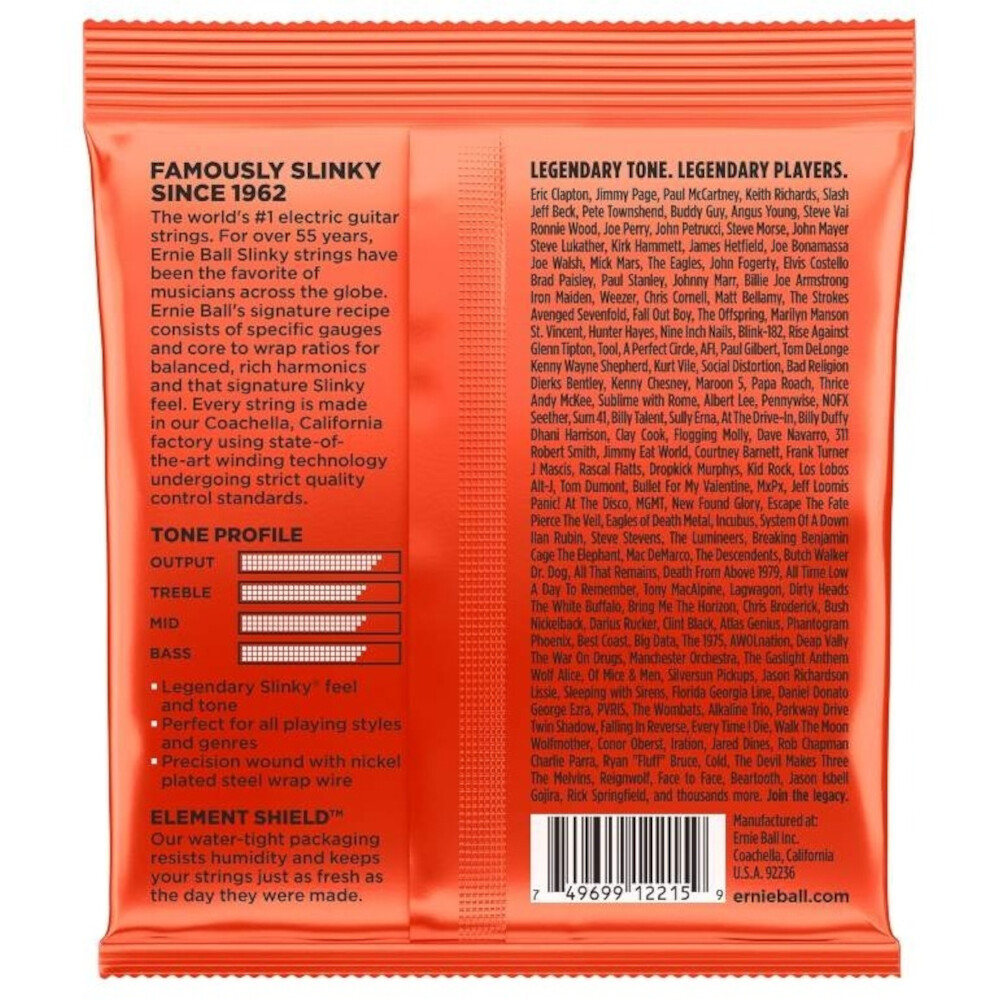 FAMOUSLY SLINKY
SINCE 1962
The world's #1 electric guitar
strings. For over 55 years,
Ernie Ball Slinky strings have
been the favorite of
musicians across the globe.
Ernie Ball's signature recipe
consists of specific gauges
and core to wrap ratios for
balanced, rich harmonics
and that signature Slinky
feel. Every string is made
in our Coachella, California
factory using state-of-
the-art winding technology
undergoing strict quality
control standards.
TONE PROFILE
OUTPUT
TREBLE
MID
BASS
▪ Legendary Slinky® feel
and tone
▪ Perfect for all playing styles
and genres
▪ Precision wound with nickel
plated steel wrap wire
ELEMENT SHIELD™
Our water-tight packaging
resists humidity and keeps
your strings just as fresh as
the day they were made.
LEGENDARY TONE. LEGENDARY PLAYERS.
Eric Clapton, Jimmy Page, Paul McCartney, Keith Richards, Slash
Jeff Beck, Pete Townshend, Buddy Guy, Angus Young, Steve Vai
Ronnie Wood, Joe Perry, John Petrucci, Steve Morse, John Mayer
Steve Lukather, Kirk Hammett, James Hetfield, Joe Bonamassa
Joe Walsh, Mick Mars, The Eagles, John Fogerty, Elvis Costello
Brad Paisley, Paul Stanley, Johnny Marr, Billie Joe Armstrong
Iron Maiden, Weezer, Chris Cornell, Matt Bellamy, The Strokes
Avenged Sevenfold, Fall Out Boy, The Offspring, Marilyn Manson
St. Vincent, Hunter Hayes, Nine Inch Nails, Blink-182, Rise Against
Glenn Tipton, Tool, A Perfect Circle, AFI, Paul Gilbert, Tom DeLonge
Kenny Wayne Shepherd, Kurt Vile, Social Distortion, Bad Religion
Dierks Bentley, Kenny Chesney, Maroon 5, Papa Roach, Thrice
Andy McKee, Sublime with Rome, Albert Lee, Pennywise, NOFX
Seether, Sum 41, Billy Talent, Sully Erna, At The Drive-In, Billy Duffy
Dhani Harrison, Clay Cook, Flogging Molly, Dave Navarro, 311
Robert Smith, Jimmy Eat World, Courtney Barnett, Frank Turner
J Mascis, Rascal Flatts, Dropkick Murphys, Kid Rock, Los Lobos
Alt-J, Tom Dumont, Bullet For My Valentine, MxPx, Jeff Loomis
Panic! At The Disco, MGMT, New Found Glory, Escape The Fate
Pierce The Veil, Eagles of Death Metal, Incubus, System Of A Down
Ilan Rubin, Steve Stevens, The Lumineers, Breaking Benjamin
Cage The Elephant, Mac DeMarco, The Descendents, Butch Walker
Dr. Dog, All That Remains, Death From Above 1979, All Time Low
A Day To Remember, Tony MacAlpine, Lagwagon, Dirty Heads
The White Buffalo, Bring Me The Horizon, Chris Broderick, Bush
Nickelback, Darius Rucker, Clint Black, Atlas Genius, Phantogram
Phoenix, Best Coast, Big Data, The 1975, AWOLnation, Deap Vally
The War On Drugs, Manchester Orchestra, The Gaslight Anthem
Wolf Alice, Of Mice & Men, Silversun Pickups, Jason Richardson
Lissie, Sleeping with Sirens, Florida Georgia Line, Daniel Donato
George Ezra, PVRIS, The Wombats, Alkaline Trio, Parkway Drive
Twin Shadow, Falling In Reverse, Every Time I Die, Walk The Moon
Wolfmother, Conor Oberst, Iration, Jared Dines, Rob Chapman
Charlie Parra, Ryan "Fluff" Bruce, Cold, The Devil Makes Three
The Melvins, Reignwolf, Face to Face, Beartooth, Jason Isbell
Gojira, Rick Springfield, and thousands more. Join the legacy.
7 49699 12215 9
Manufactured at:
Ernie Ball Inc.
Coachella, California
U.S.A. 92236
ernieball.com